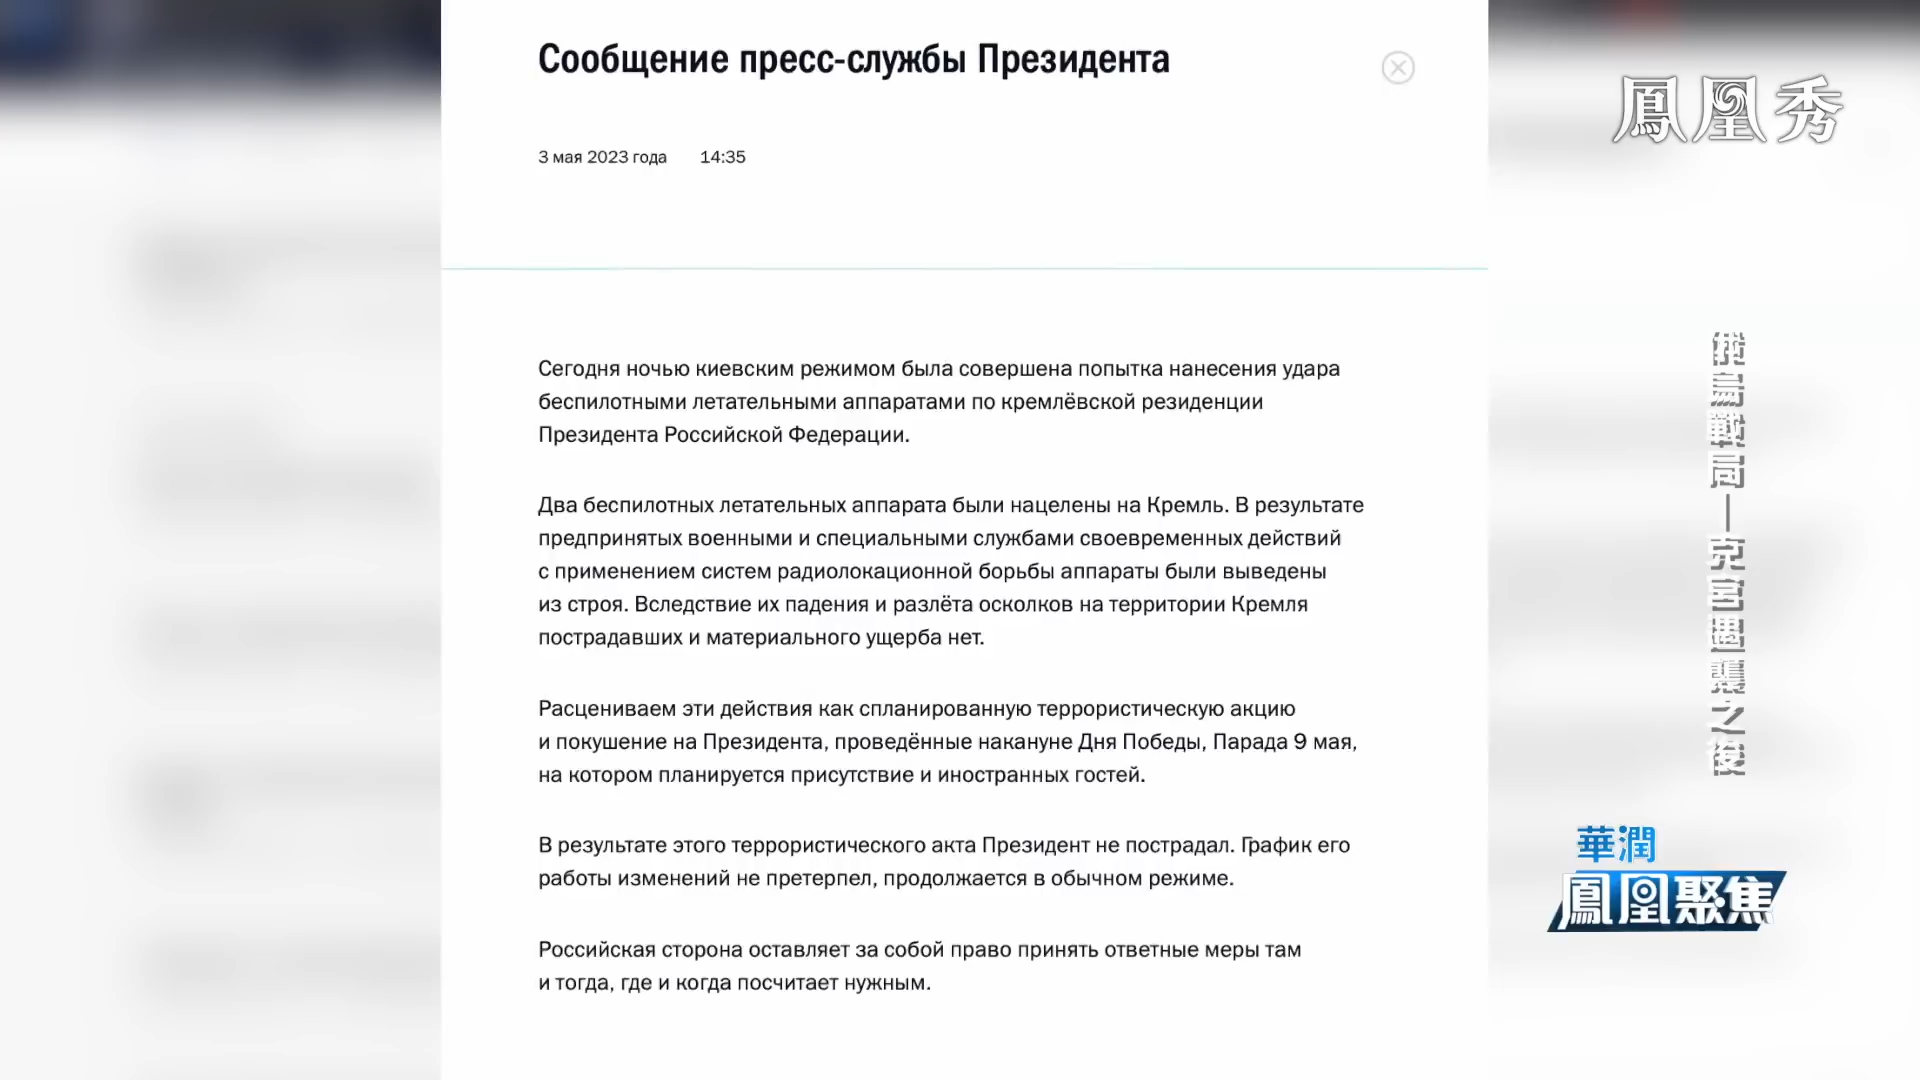 Сообщение пресс-службы Президента
3 мая 2023 года 14:35
Сегодня ночью киевским режимом была совершена попытка нанесения удара
беспилотными летательными аппаратами по кремлёвской резиденции
Президента Российской Федерации.
Два беспилотных летательных аппарата были нацелены на Кремль. В результате
предпринятых военными и специальными службами своевременных действий
с применением систем радиолокационной борьбы аппараты были выведены
из строя. Вследствие их падения и разлёта осколков на территории Кремля
пострадавших и материального ущерба нет.
Расцениваем эти действия как спланированную террористическую акцию
и покушение на Президента, проведённые накануне Дня Победы, Парада 9 мая,
на котором планируется присутствие и иностранных гостей.
В результате этого террористического акта Президент не пострадал. График его
работы изменений не претерпел, продолжается в обычном режиме.
Российская сторона оставляет за собой право принять ответные меры там
и тогда, где и когда посчитает нужным.
鳳凰秀
俄烏戰局—克宮遇襲之後
華潤
鳳凰聚焦